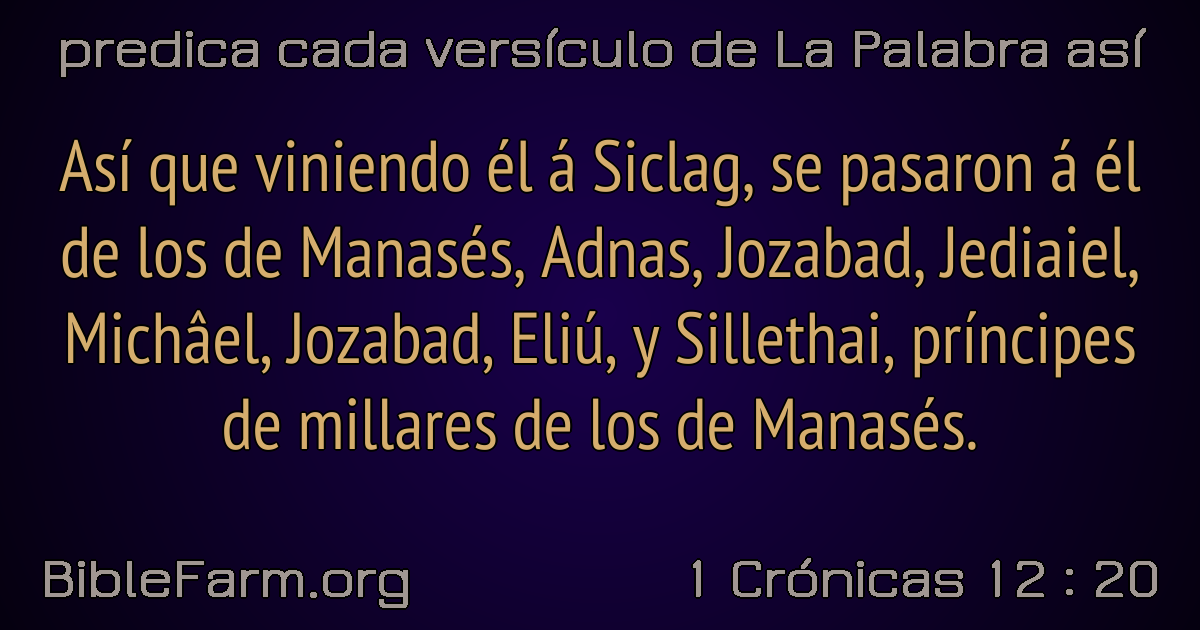 predica cada versículo de La Palabra así
Así que viniendo él á Siclag, se pasaron á él
de los de Manasés, Adnas, Jozabad, Jediaiel,
Michâel, Jozabad, Eliú, y Sillethai, príncipes
de millares de los de Manasés.
BibleFarm.org
1 Crónicas 12 : 20